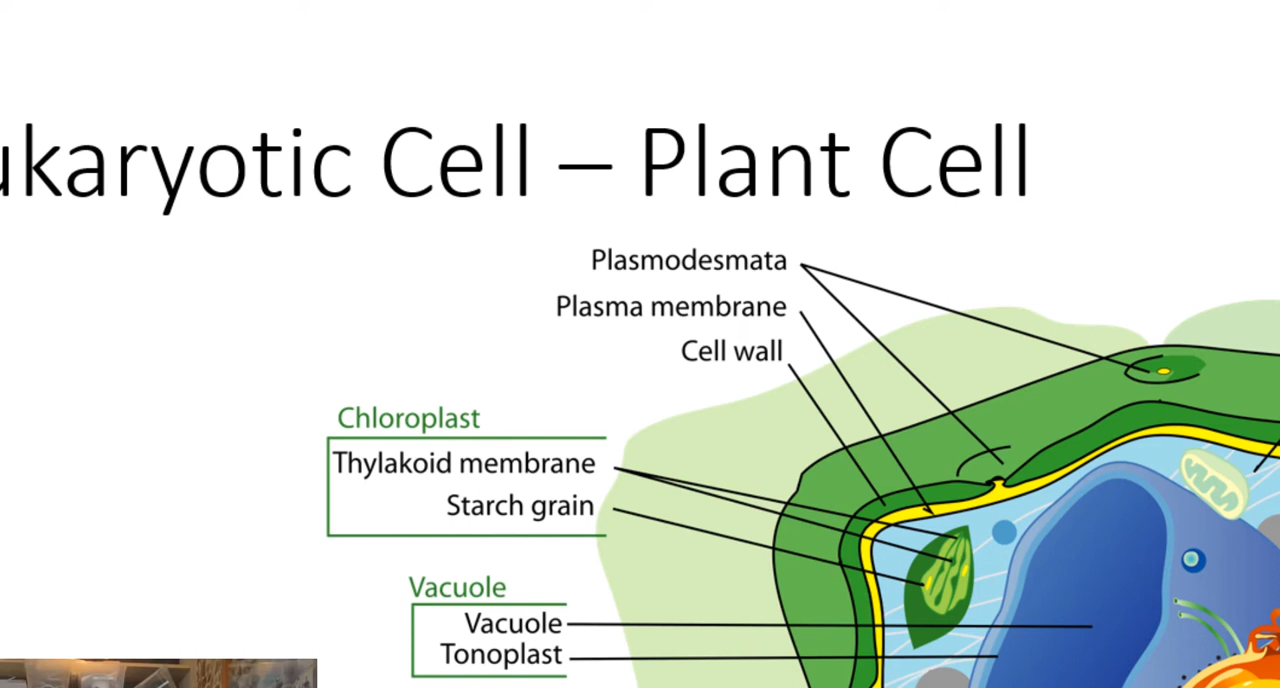 ukaryotic Cell – Plant Cell
Plasmodesmata
Plasma membrane
Cell wall
Chloroplast
Thylakoid membrane
Starch grain
Vacuole
Vacuole
Tonoplast